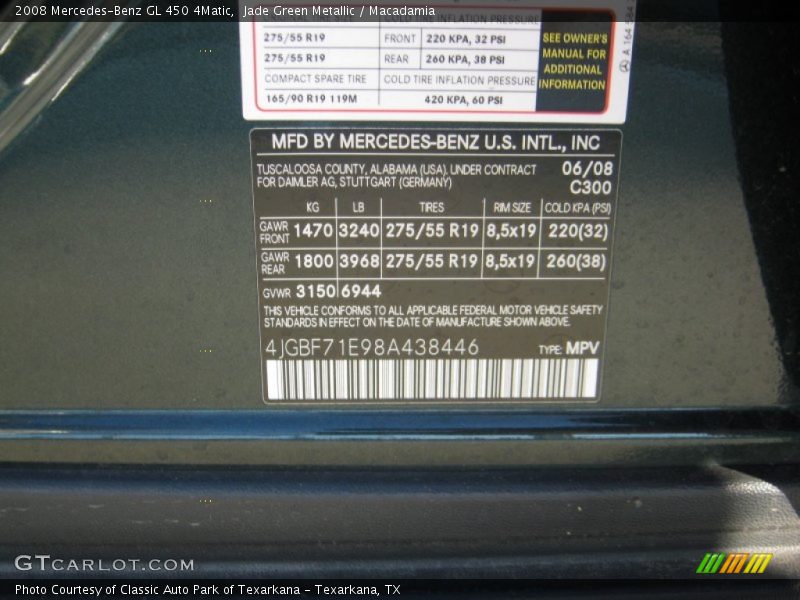 2008 Mercedes-Benz GL 450 4Matic, Jade Green Metallic / Macadamia
COLD TIRE INFLATION PRESSURE
275/55 R19 FRONT 220 KPA, 32 PSI
275/55 R19 REAR 260 KPA, 38 PSI
COMPACT SPARE TIRE COLD TIRE INFLATION PRESSURE
165/90 R19 119M 420 KPA, 60 PSI
SEE OWNER'S
MANUAL FOR
ADDITIONAL
INFORMATION
A 164
MFD BY MERCEDES-BENZ U.S. INTL., INC
TUSCALOOSA COUNTY, ALABAMA (USA). UNDER CONTRACT 06/08
FOR DAIMLER AG, STUTTGART (GERMANY) C300
KG LB TIRES RIM SIZE COLD KPA (PSI)
GAWR FRONT 1470 3240 275/55 R19 8,5x19 220(32)
GAWR REAR 1800 3968 275/55 R19 8,5x19 260(38)
GVWR 3150 6944
THIS VEHICLE CONFORMS TO ALL APPLICABLE FEDERAL MOTOR VEHICLE SAFETY
STANDARDS IN EFFECT ON THE DATE OF MANUFACTURE SHOWN ABOVE.
4JGBF71E98A438446 TYPE: MPV
GTCARLOT.COM
Photo Courtesy of Classic Auto Park of Texarkana - Texarkana, TX